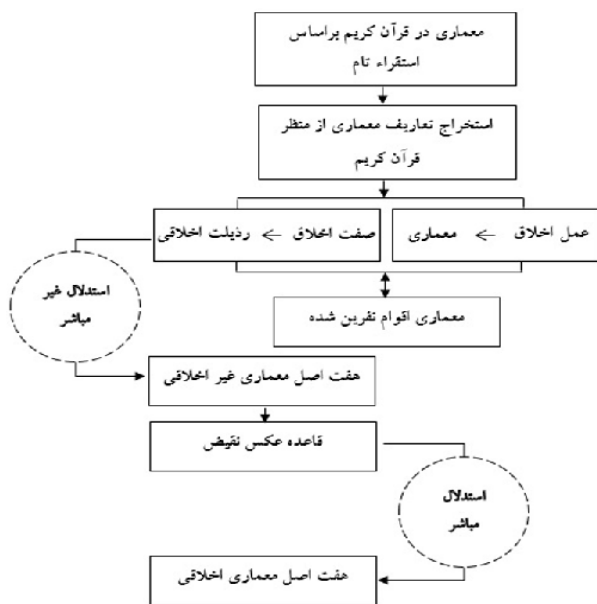 معماری در قرآن کریم براساس
استقراء تام
استخراج تعاریف معماری از منظر
قرآن کریم
عمل اخلاق ← معماری
صفت اخلاق ← رذیلت اخلاقی
معماری اقوام نفرین شده
استدلال غیر
مباشر
هفت اصل معماری غیر اخلاقی
قاعده عکس نقیض
استدلال
مباشر
هفت اصل معماری اخلاقی